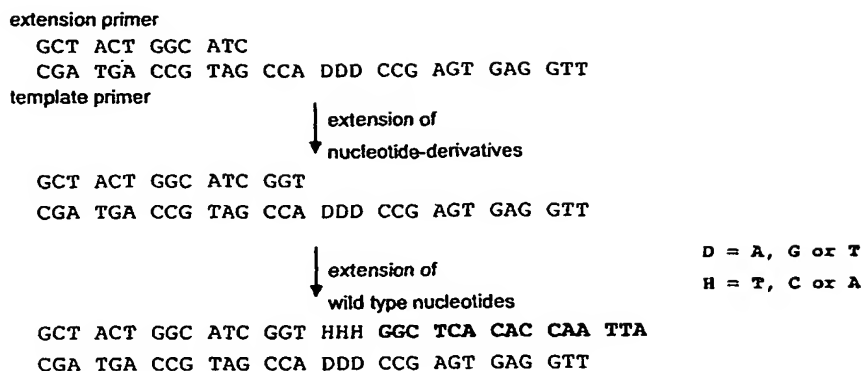 extension primer
GCT ACT GGC ATC
CGA TGA CCG TAG CCA DDD CCG AGT GAG GTT
template primer
extension of
nucleotide-derivatives
GCT ACT GGC ATC GGT
CGA TGA CCG TAG CCA DDD CCG AGT GAG GTT
extension of
wild type nucleotides
D = A, G or T
H = T, C or A
GCT ACT GGC ATC GGT HHH GGC TCA CAC CAA TTA
CGA TGA CCG TAG CCA DDD CCG AGT GAG GTT